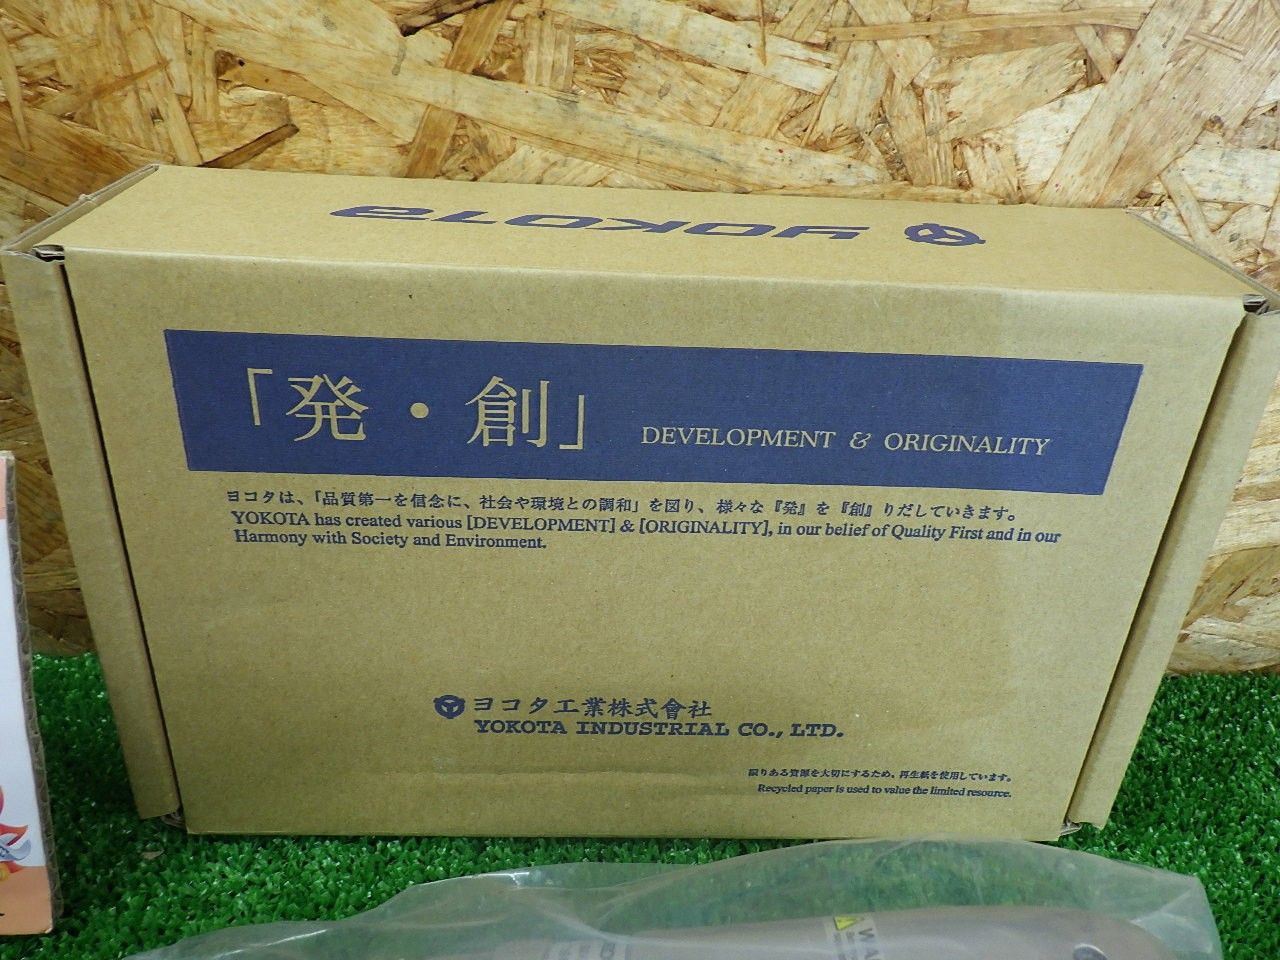 YOKOTA
「発・創」 DEVELOPMENT & ORIGINALITY
ヨコタは、「品質第一を信念に、社会や環境との調和」を図り、様々な『発』を『創』りだしていきます。
YOKOTA has created various [DEVELOPMENT] & [ORIGINALITY], in our belief of Quality First and in our
Harmony with Society and Environment.
ヨコタ工業株式會社
YOKOTA INDUSTRIAL CO., LTD.
限りある資源を大切にするため、再生紙を使用しています。
Recycled paper is used to value the limited resource.